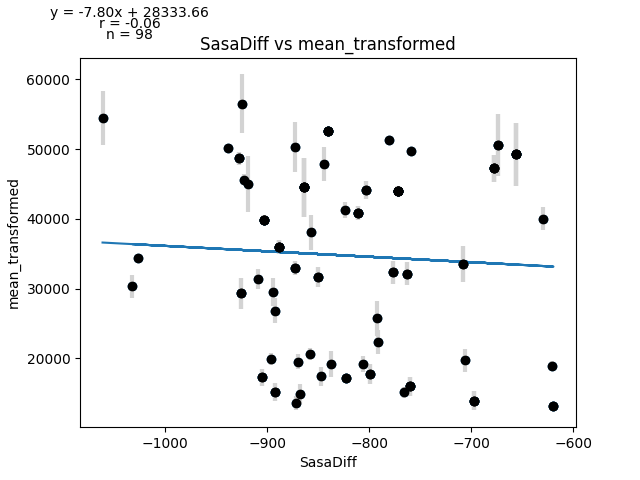 y = -7.80x + 28333.66
r = -0.06
n = 98
SasaDiff vs mean_transformed
60000
50000
40000
30000
20000
mean_transformed
−1000
−900
−800
−700
−600
SasaDiff